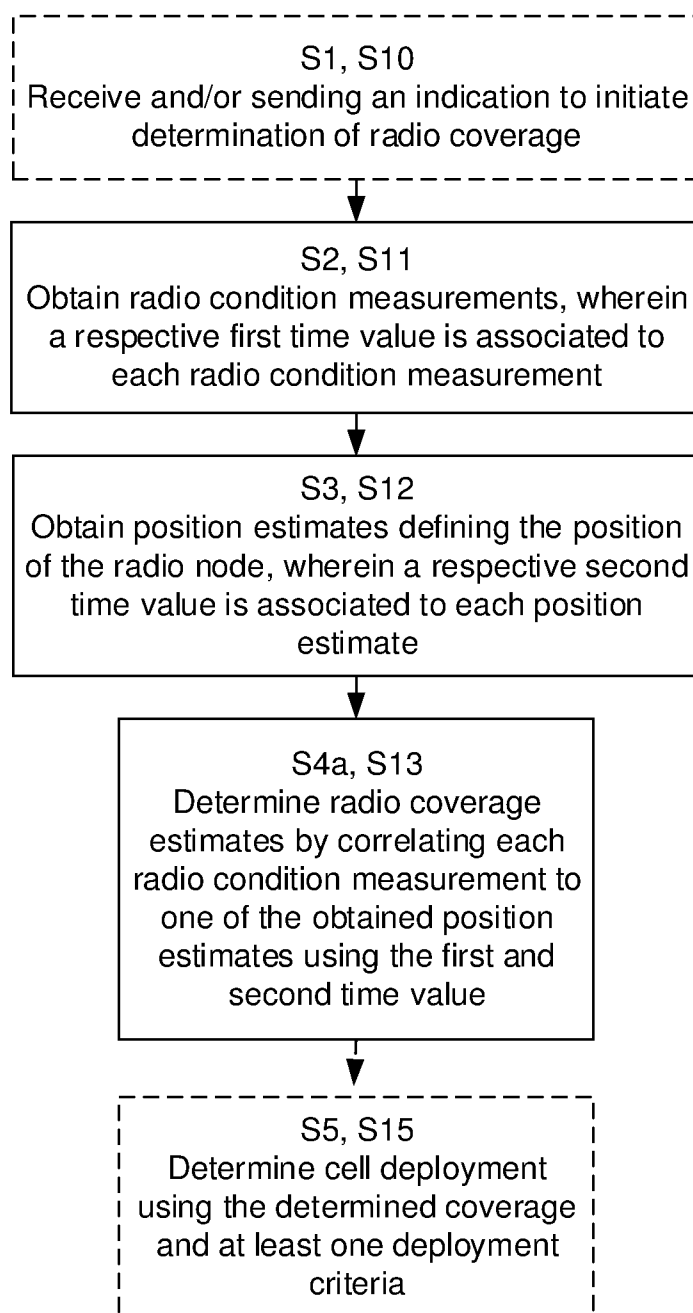 S1, S10
Receive and/or sending an indication to initiate
determination of radio coverage
S2, S11
Obtain radio condition measurements, wherein
a respective first time value is associated to
each radio condition measurement
S3, S12
Obtain position estimates defining the position
of the radio node, wherein a respective second
time value is associated to each position
estimate
S4a, S13
Determine radio coverage
estimates by correlating each
radio condition measurement to
one of the obtained position
estimates using the first and
second time value
S5, S15
Determine cell deployment
using the determined coverage
and at least one deployment
criteria